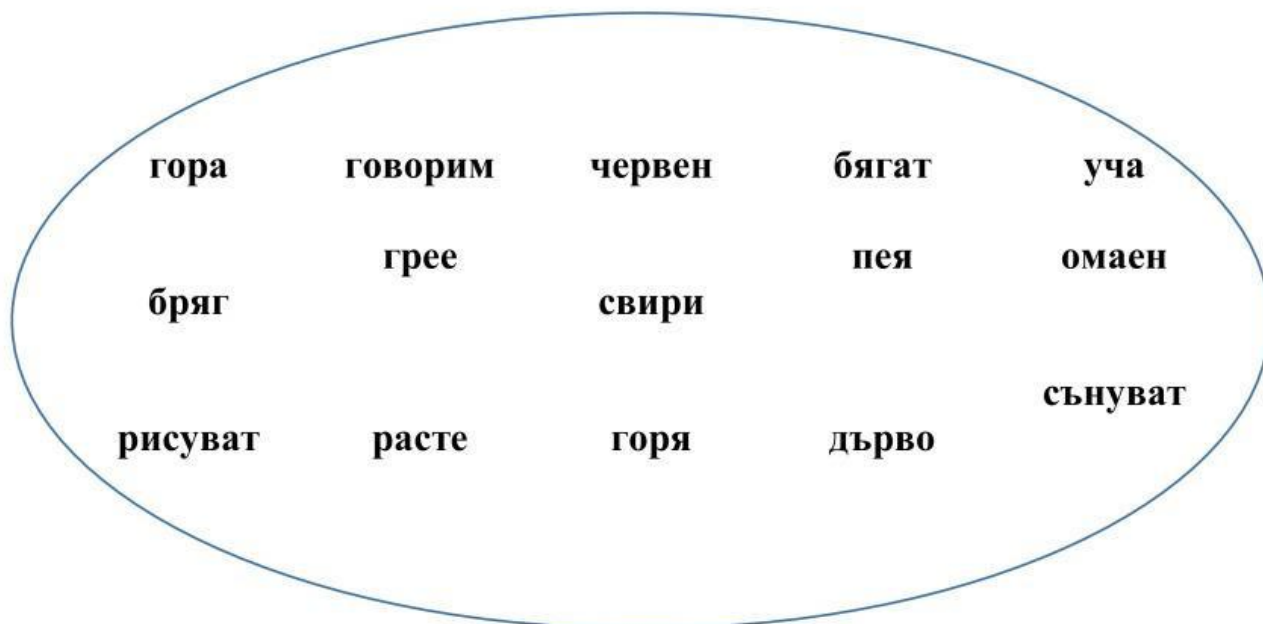 гора говорим червен бягат уча
грее пея омаен
бряг свири
сънуват
рисуват расте горя дърво